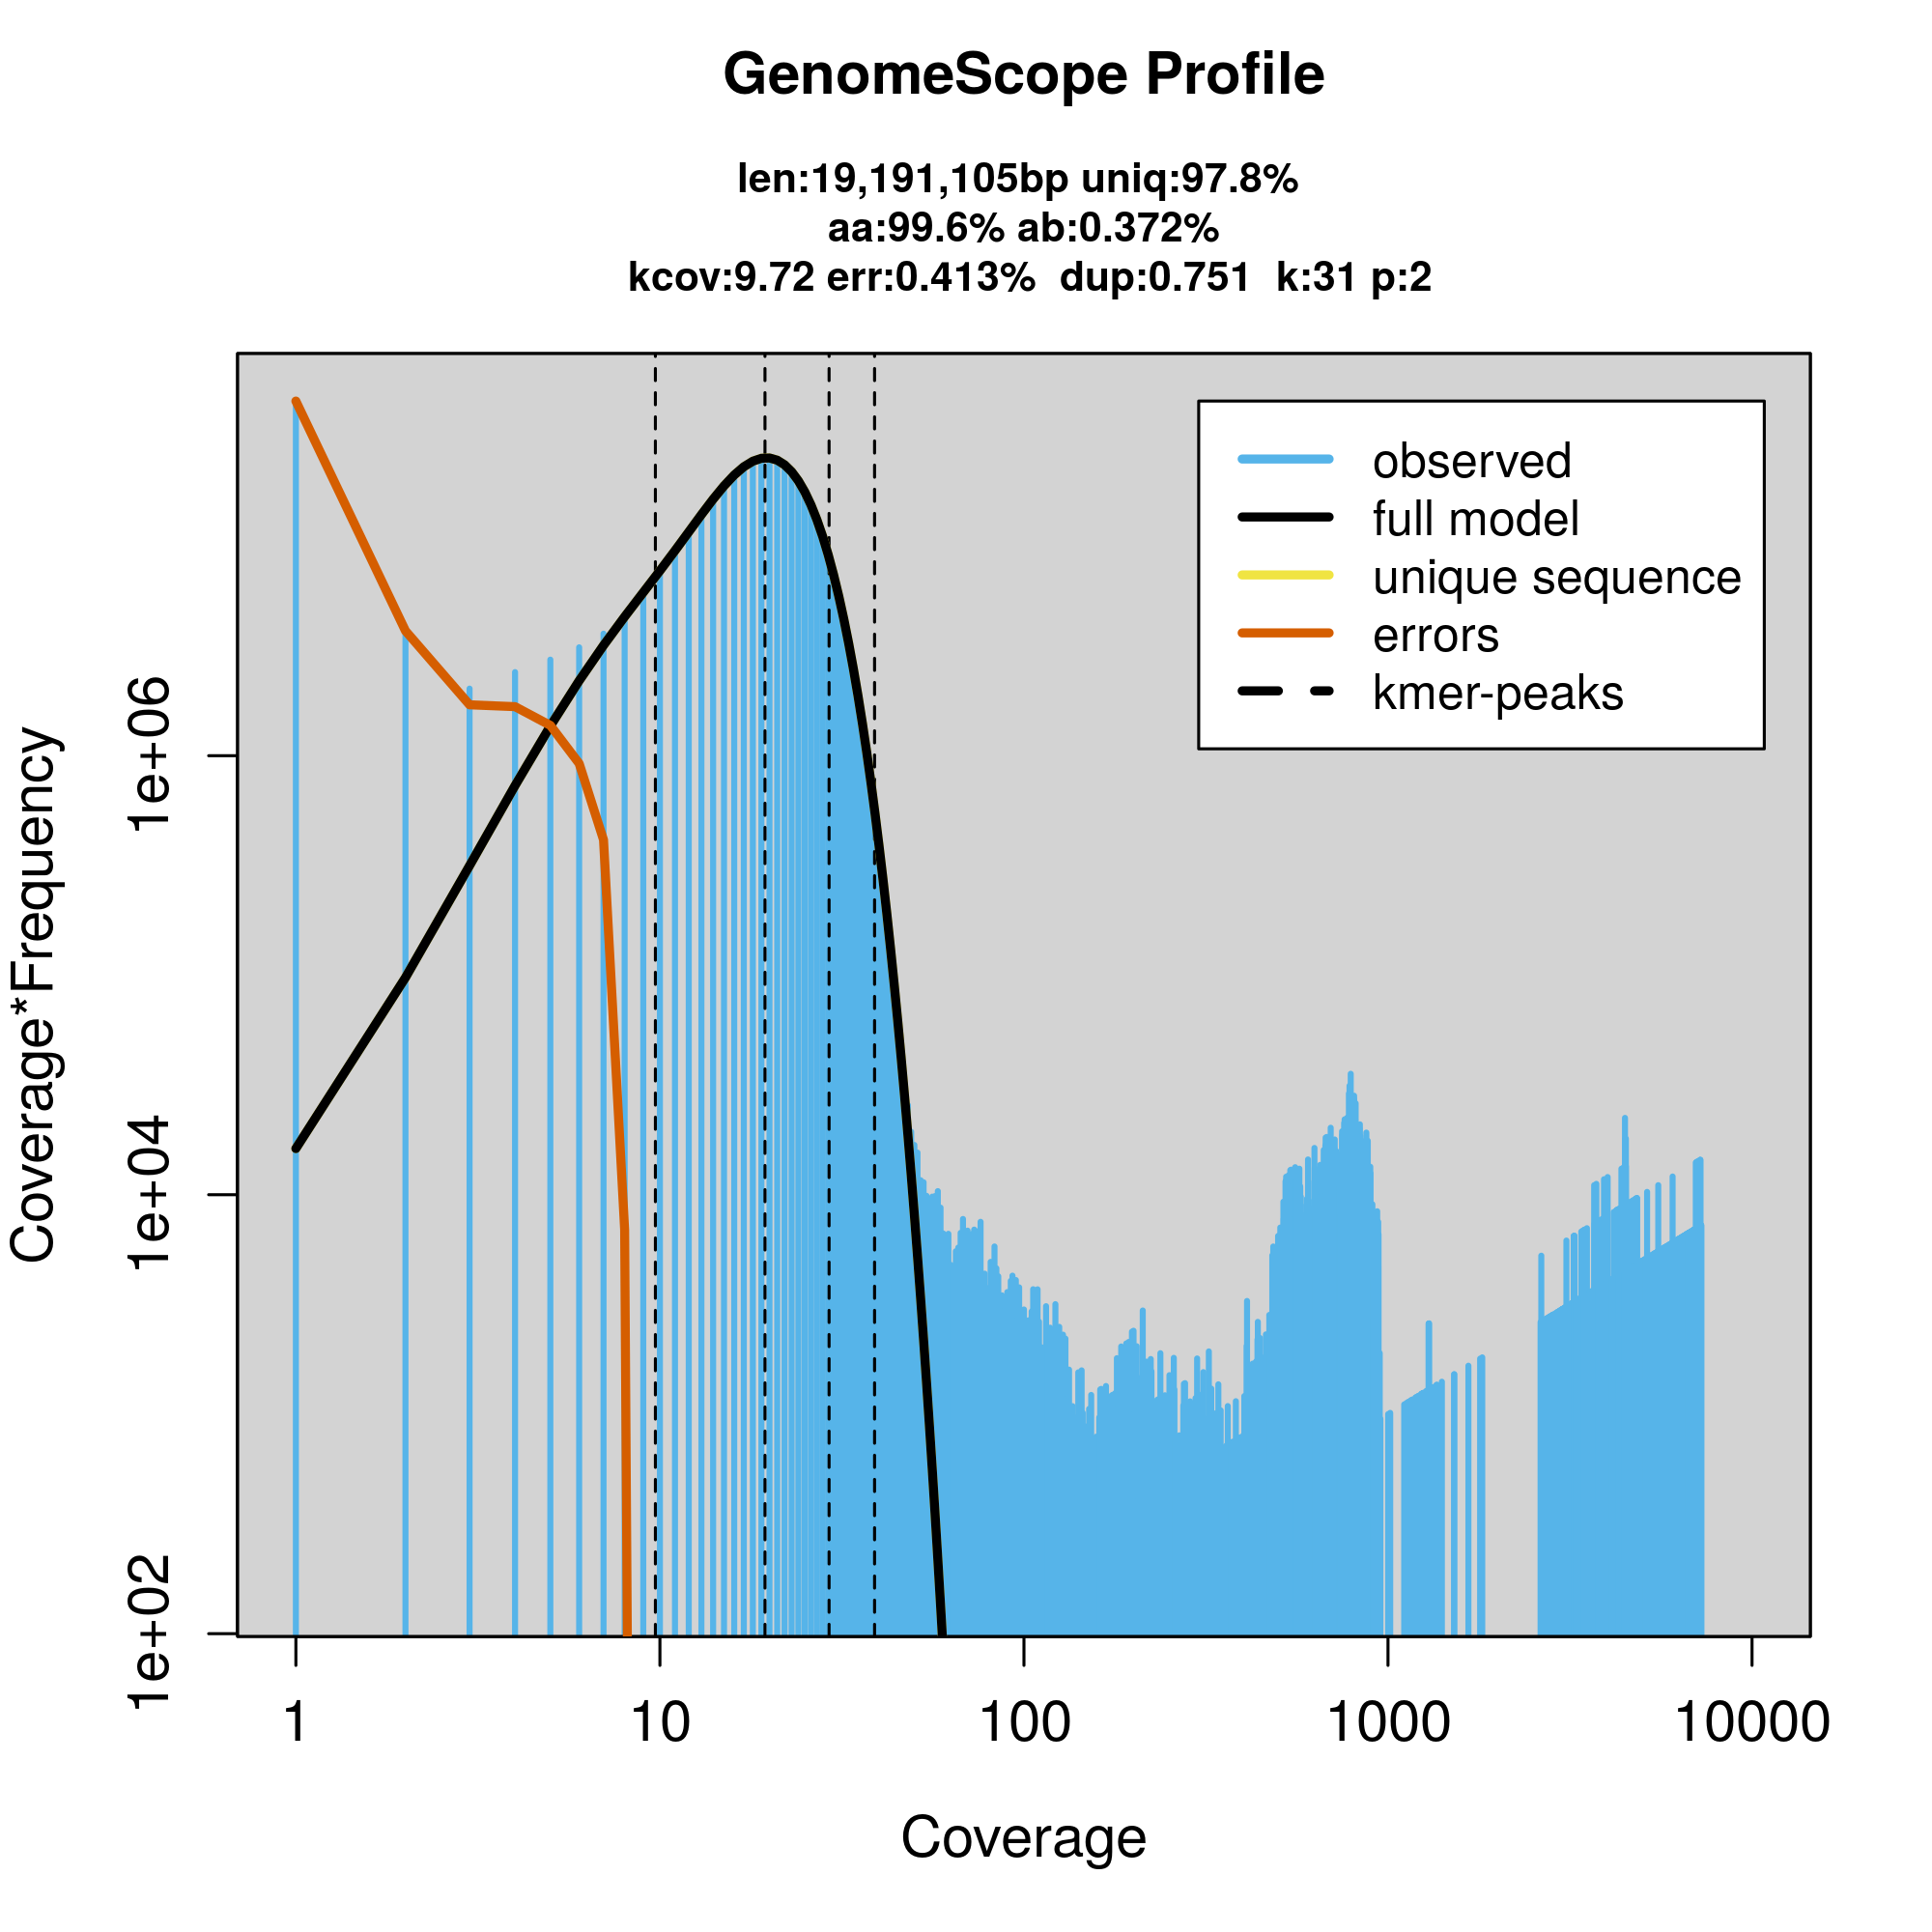 GenomeScope Profile
len:19,191,105bp uniq:97.8%
aa:99.6% ab:0.372%
kcov:9.72 err:0.413%  dup:0.751  k:31 p:2
observed
full model
unique sequence
errors
kmer-peaks
Coverage*Frequency
1e+06
1e+04
1e+02
1 10 100 1000 10000
Coverage